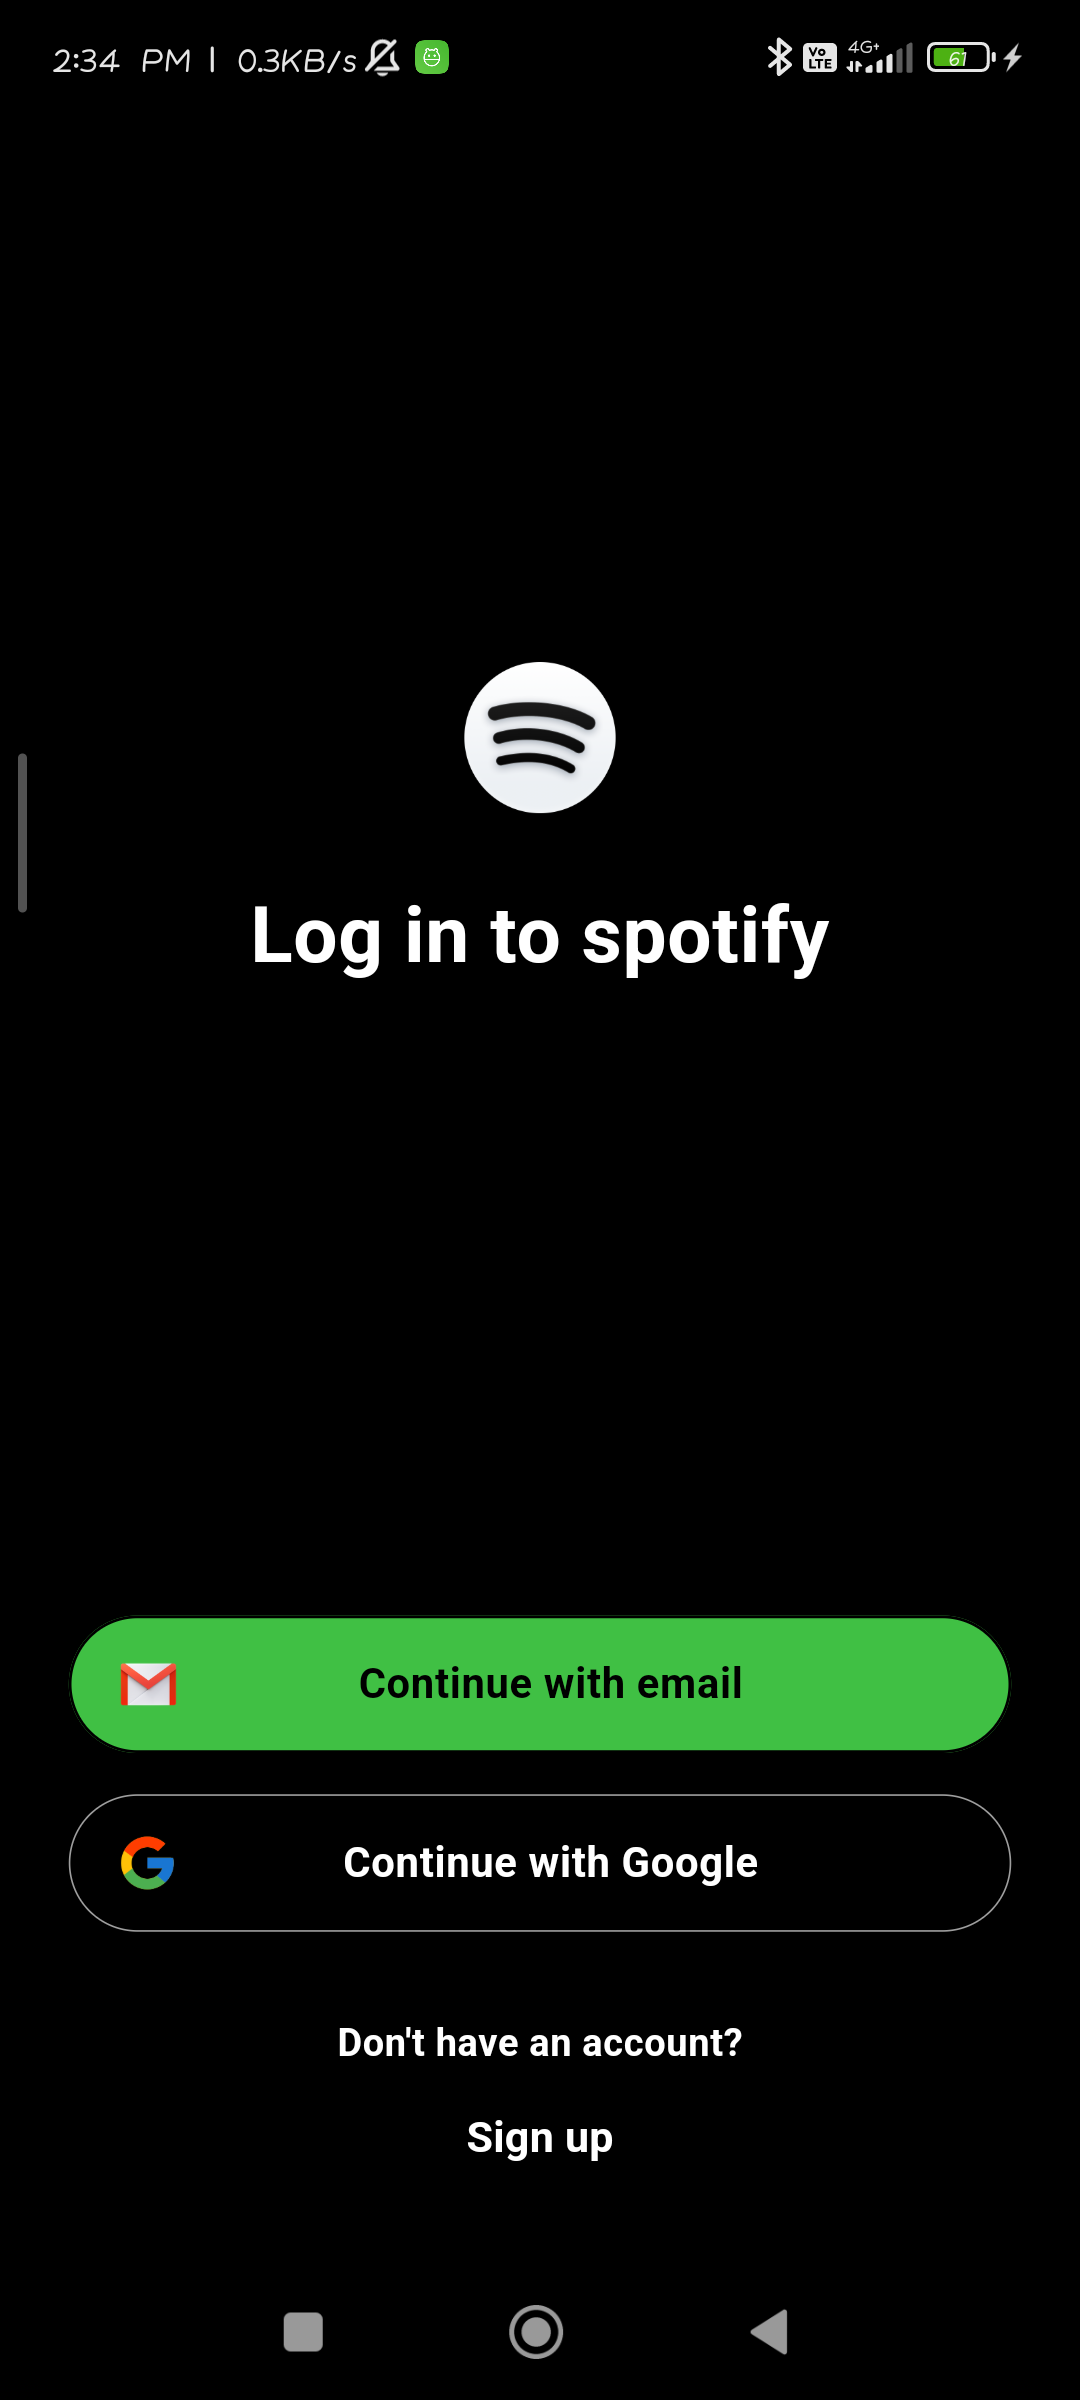 2:34 PM | 0.3KB/s
Vo LTE 4G+ 61
Log in to spotify
Continue with email
Continue with Google
Don't have an account?
Sign up